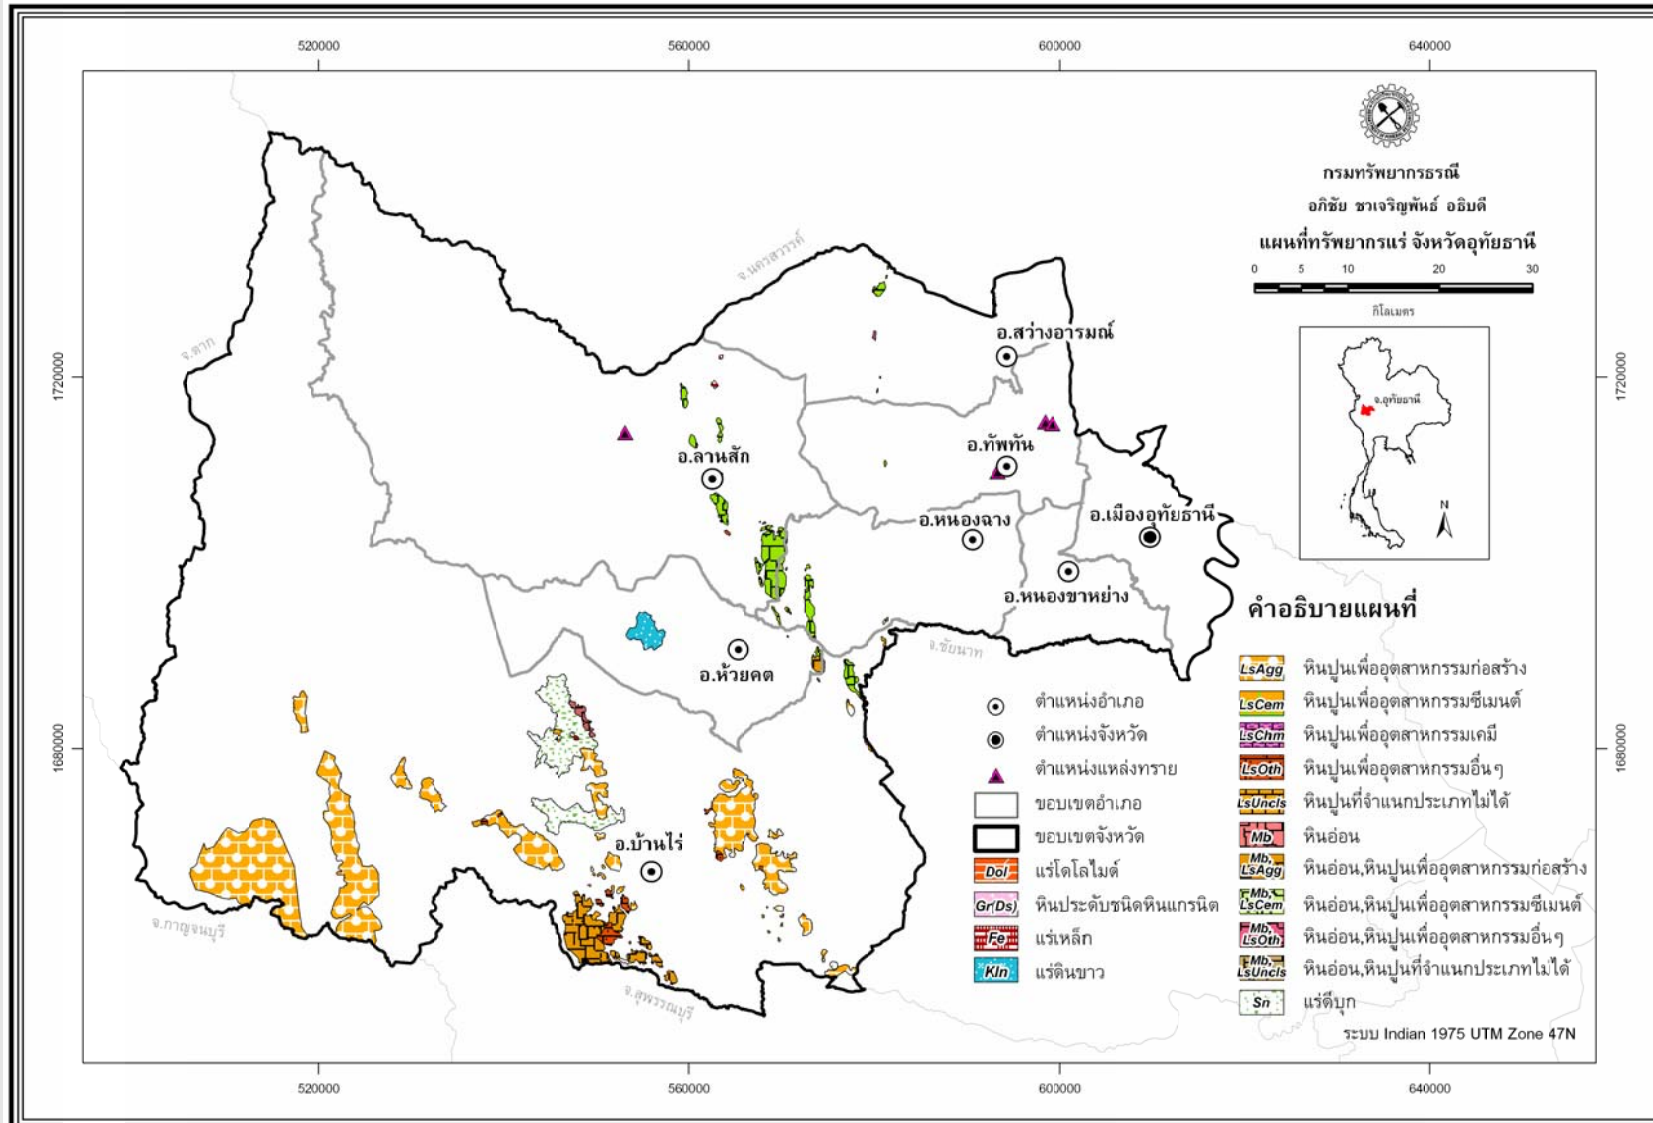 520000 560000 600000 640000
กรมทรัพยากรธรณี
อภิชัย ชวเจริญพันธ์ อธิบดี
แผนที่ทรัพยากรแร่ จังหวัดอุทัยธานี
0 5 10 20 30
กิโลเมตร
จ.นครสวรรค์
จ.ตาก
อ.สว่างอารมณ์
1720000
1720000
จ.อุทัยธานี
อ.ทัพทัน
อ.ลานสัก
N
อ.หนองฉาง
อ.เมืองอุทัยธานี
อ.หนองขาหย่าง
จ.ชัยนาท
อ.ห้วยคต
1680000
1680000
อ.บ้านไร่
จ.กาญจนบุรี
จ.สุพรรณบุรี
คำอธิบายแผนที่
ตำแหน่งอำเภอ
ตำแหน่งจังหวัด
ตำแหน่งแหล่งทราย
ขอบเขตอำเภอ
ขอบเขตจังหวัด
Dol แร่โดโลไมต์
Gr(Ds) หินประดับชนิดหินแกรนิต
Fe แร่เหล็ก
Kln แร่ดินขาว
LsAgg หินปูนเพื่ออุตสาหกรรมก่อสร้าง
LsCem หินปูนเพื่ออุตสาหกรรมซีเมนต์
LsChm หินปูนเพื่ออุตสาหกรรมเคมี
LsOth หินปูนเพื่ออุตสาหกรรมอื่นๆ
LsUncls หินปูนที่จำแนกประเภทไม่ได้
Mb หินอ่อน
Mb, LsAgg หินอ่อน,หินปูนเพื่ออุตสาหกรรมก่อสร้าง
Mb, LsCem หินอ่อน,หินปูนเพื่ออุตสาหกรรมซีเมนต์
Mb, LsOth หินอ่อน,หินปูนเพื่ออุตสาหกรรมอื่นๆ
Mb, LsUncls หินอ่อน,หินปูนที่จำแนกประเภทไม่ได้
Sn แร่ดีบุก
ระบบ Indian 1975 UTM Zone 47N
520000 560000 600000 640000